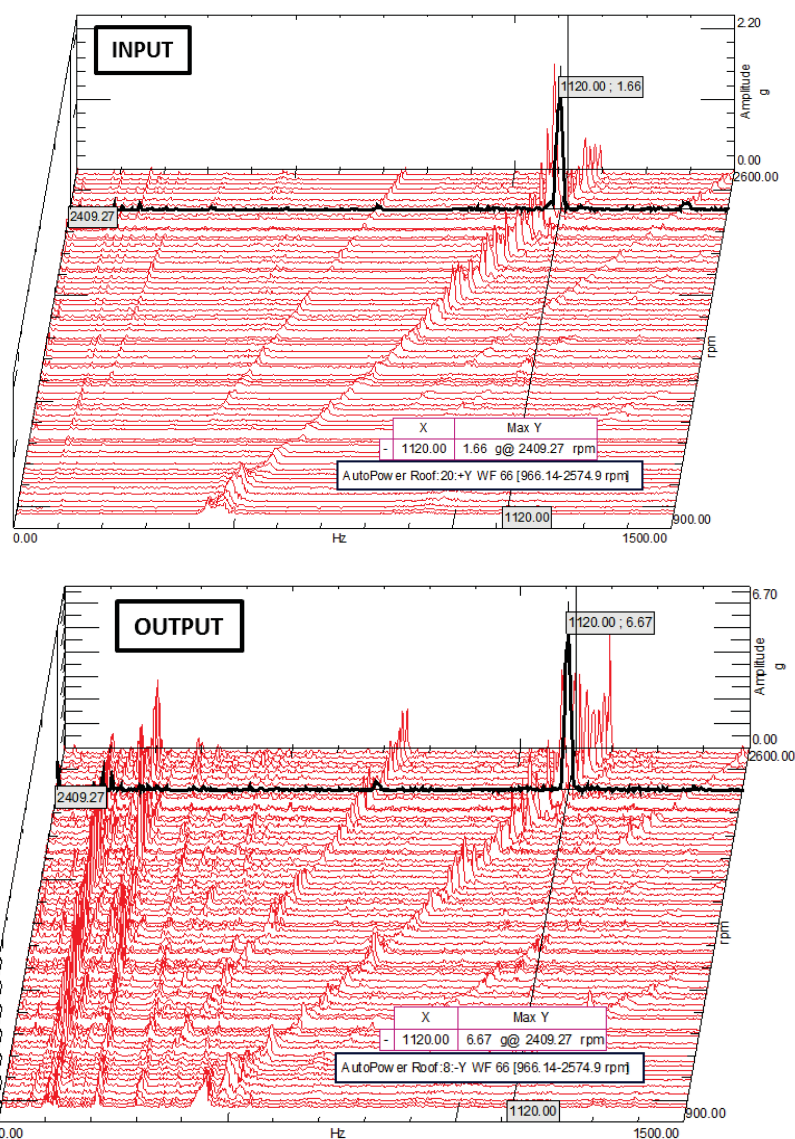 INPUT
2.20
1120.00 ; 1.66
Amplitude
g
0.00
2600.00
2409.27
rpm
X Max Y
- 1120.00 1.66 g@ 2409.27 rpm
AutoPower Roof:20:+Y WF 66 [966.14-2574.9 rpm]
1120.00
900.00
0.00 Hz 1500.00
OUTPUT
6.70
1120.00 ; 6.67
Amplitude
g
0.00
2600.00
2409.27
rpm
X Max Y
- 1120.00 6.67 g@ 2409.27 rpm
AutoPower Roof:8:-Y WF 66 [966.14-2574.9 rpm]
1120.00
900.00
0.00 Hz 1500.00